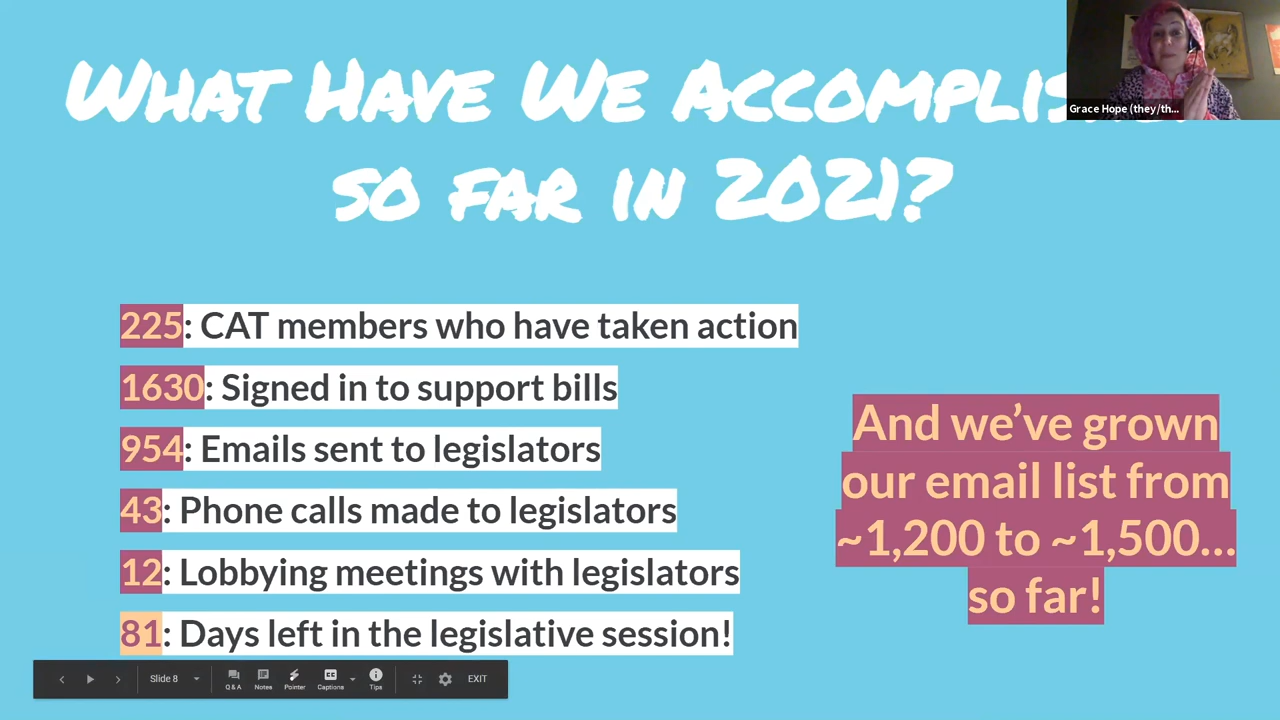 What Have We
so far in 2021?
Grace Hope (they/th...
225: CAT members who have taken action
1630: Signed in to support bills
954: Emails sent to legislators
43: Phone calls made to legislators
12: Lobbying meetings with legislators
81: Days left in the legislative session!
And we’ve grown
our email list from
~1,200 to ~1,500...
so far!
Slide 8
Q & A
Notes
Pointer
Captions
Tips
EXIT